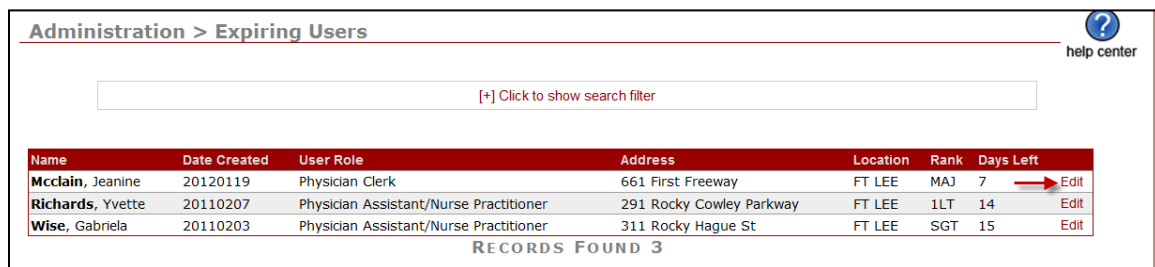 Administration > Expiring Users
?
help center
[+] Click to show search filter
Name Date Created User Role Address Location Rank Days Left
Mcclain, Jeanine 20120119 Physician Clerk 661 First Freeway FT LEE MAJ 7 Edit
Richards, Yvette 20110207 Physician Assistant/Nurse Practitioner 291 Rocky Cowley Parkway FT LEE 1LT 14 Edit
Wise, Gabriela 20110203 Physician Assistant/Nurse Practitioner 311 Rocky Hague St FT LEE SGT 15 Edit
RECORDS FOUND 3